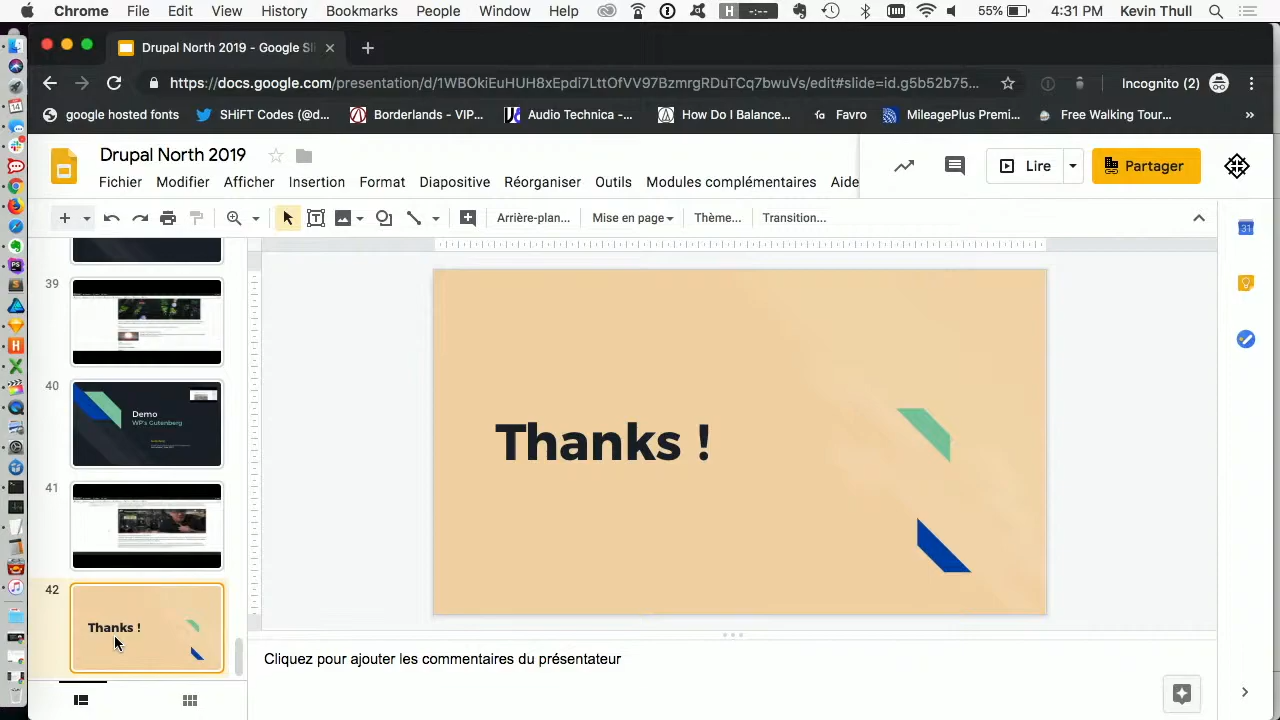 Chrome File Edit View History Bookmarks People Window Help 55% 4:31 PM Kevin Thull
Drupal North 2019 - Google Sli
https://docs.google.com/presentation/d/1WBOkiEuHUH8xEpdi7LttOfVV97BzmrgRDUTCq7bwuVs/edit#slide=id.g5b52b75... Incognito (2)
google hosted fonts SHiFT Codes (@d... Borderlands - VIP... Audio Technica -... How Do I Balance... Favro MileagePlus Premi... Free Walking Tour...
Drupal North 2019
Lire
Partager
Fichier Modifier Afficher Insertion Format Diapositive Réorganiser Outils Modules complémentaires Aide
Arrière-plan... Mise en page Thème... Transition...
39
40
Demo
WP's Gutenberg
41
42
Thanks !
Thanks !
Cliquez pour ajouter les commentaires du présentateur